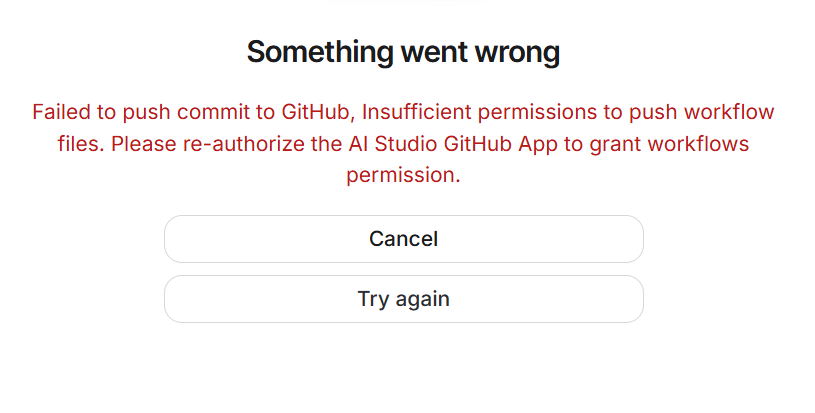 Something went wrong
Failed to push commit to GitHub, Insufficient permissions to push workflow
files. Please re-authorize the AI Studio GitHub App to grant workflows
permission.
Cancel
Try again